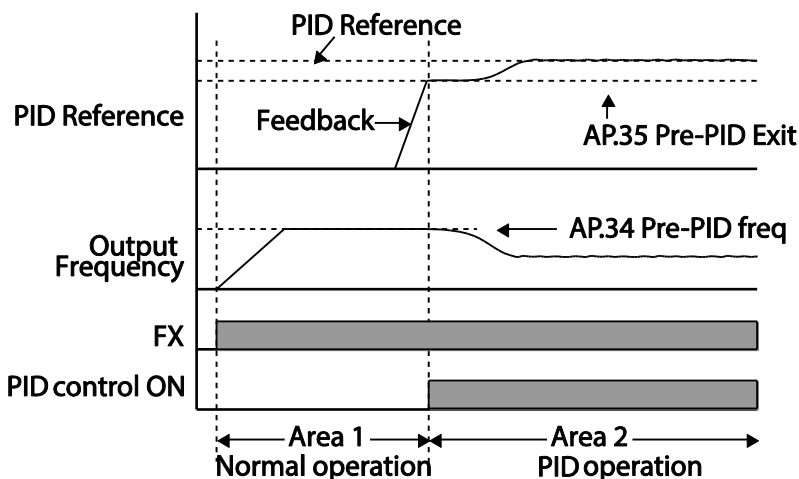 PID Reference
PID Reference
Feedback
AP.35 Pre-PID Exit
AP.34 Pre-PID freq
Output
Frequency
FX
PID control ON
Area 1
Area 2
Normal operation
PID operation